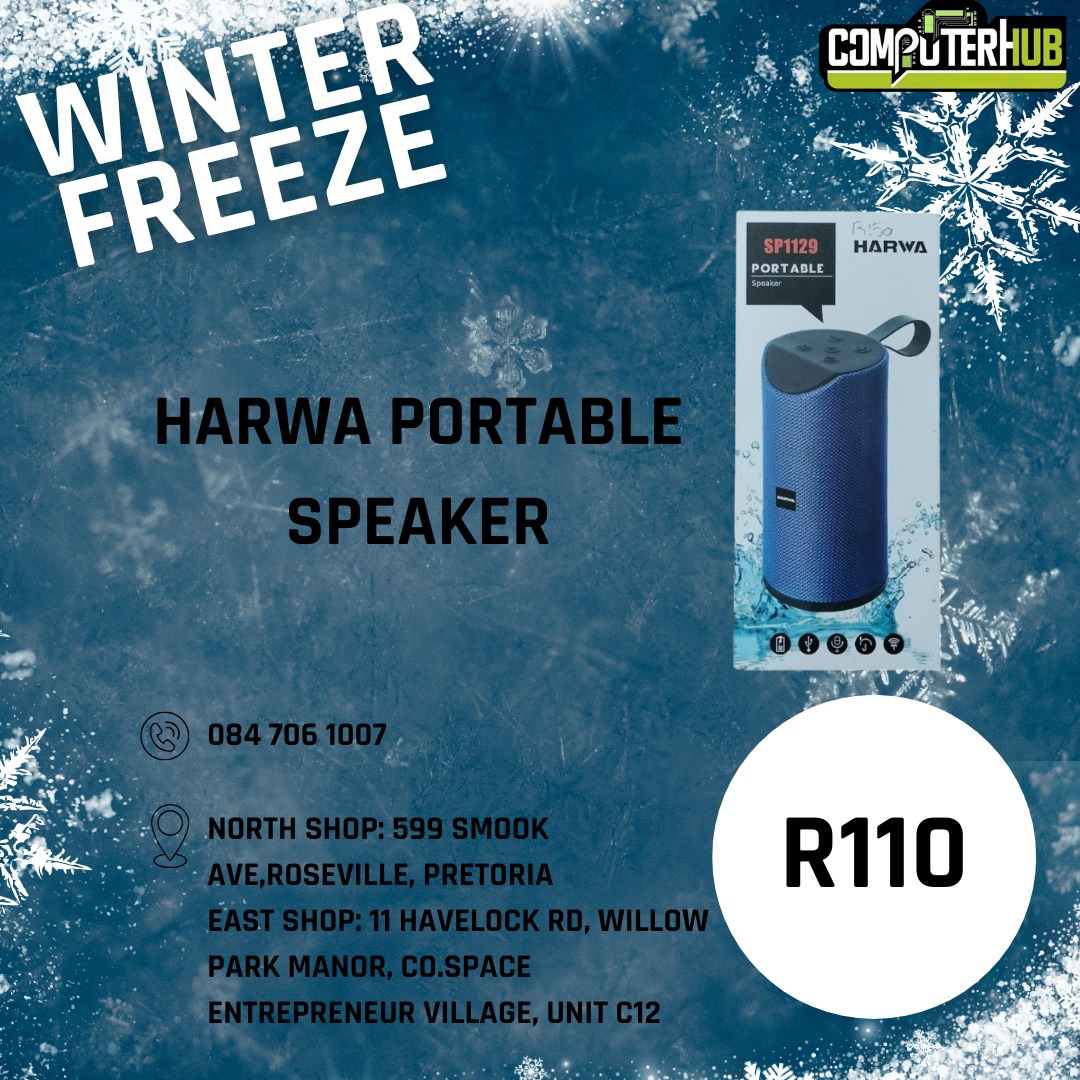 WINTER
FREEZE
COMPUTERHUB
SP1129
PORTABLE
Speaker
R150
HARWA
HARWA PORTABLE
SPEAKER
084 706 1007
NORTH SHOP: 599 SMOOK
AVE,ROSEVILLE, PRETORIA
EAST SHOP: 11 HAVELOCK RD, WILLOW
PARK MANOR, CO.SPACE
ENTREPRENEUR VILLAGE, UNIT C12
R110